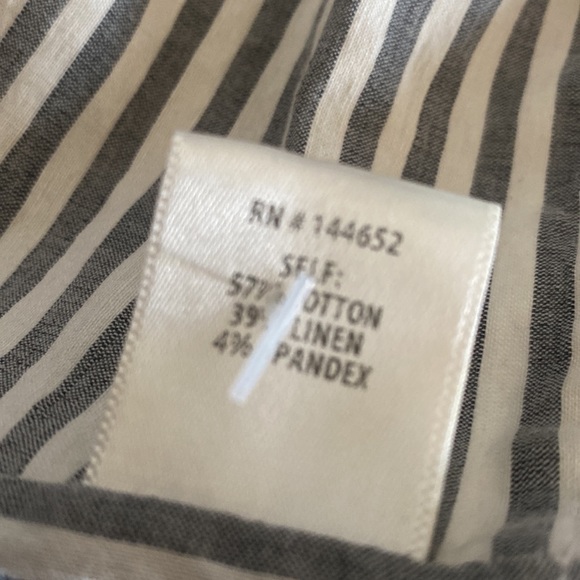 RN # 144652
SELF:
57% COTTON
39% LINEN
4% SPANDEX